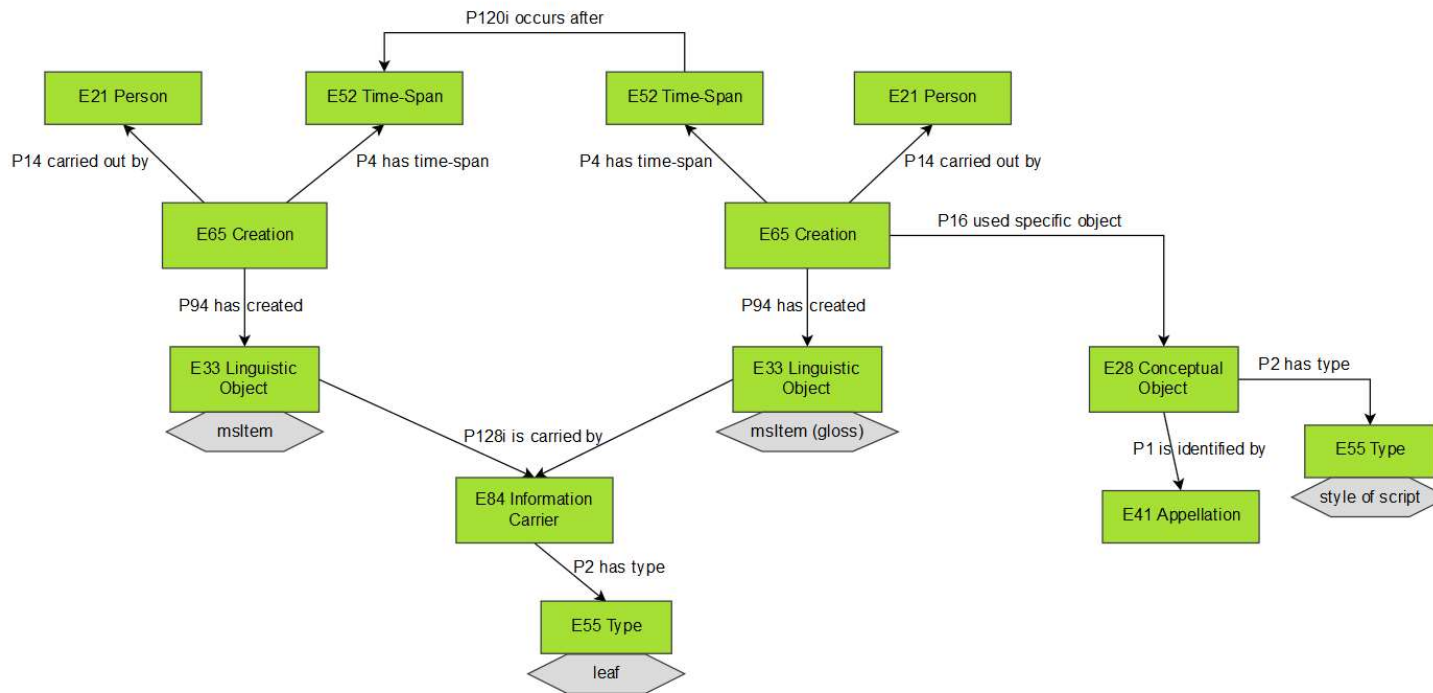 P120i occurs after
E21 Person
E52 Time-Span
E52 Time-Span
E21 Person
P14 carried out by
P4 has time-span
P4 has time-span
P14 carried out by
E65 Creation
E65 Creation
P16 used specific object
P94 has created
P94 has created
E33 Linguistic
Object
E33 Linguistic
Object
E28 Conceptual
Object
P2 has type
msItem
P128i is carried by
msItem (gloss)
P1 is identified by
E55 Type
style of script
E84 Information
Carrier
E41 Appellation
P2 has type
E55 Type
leaf